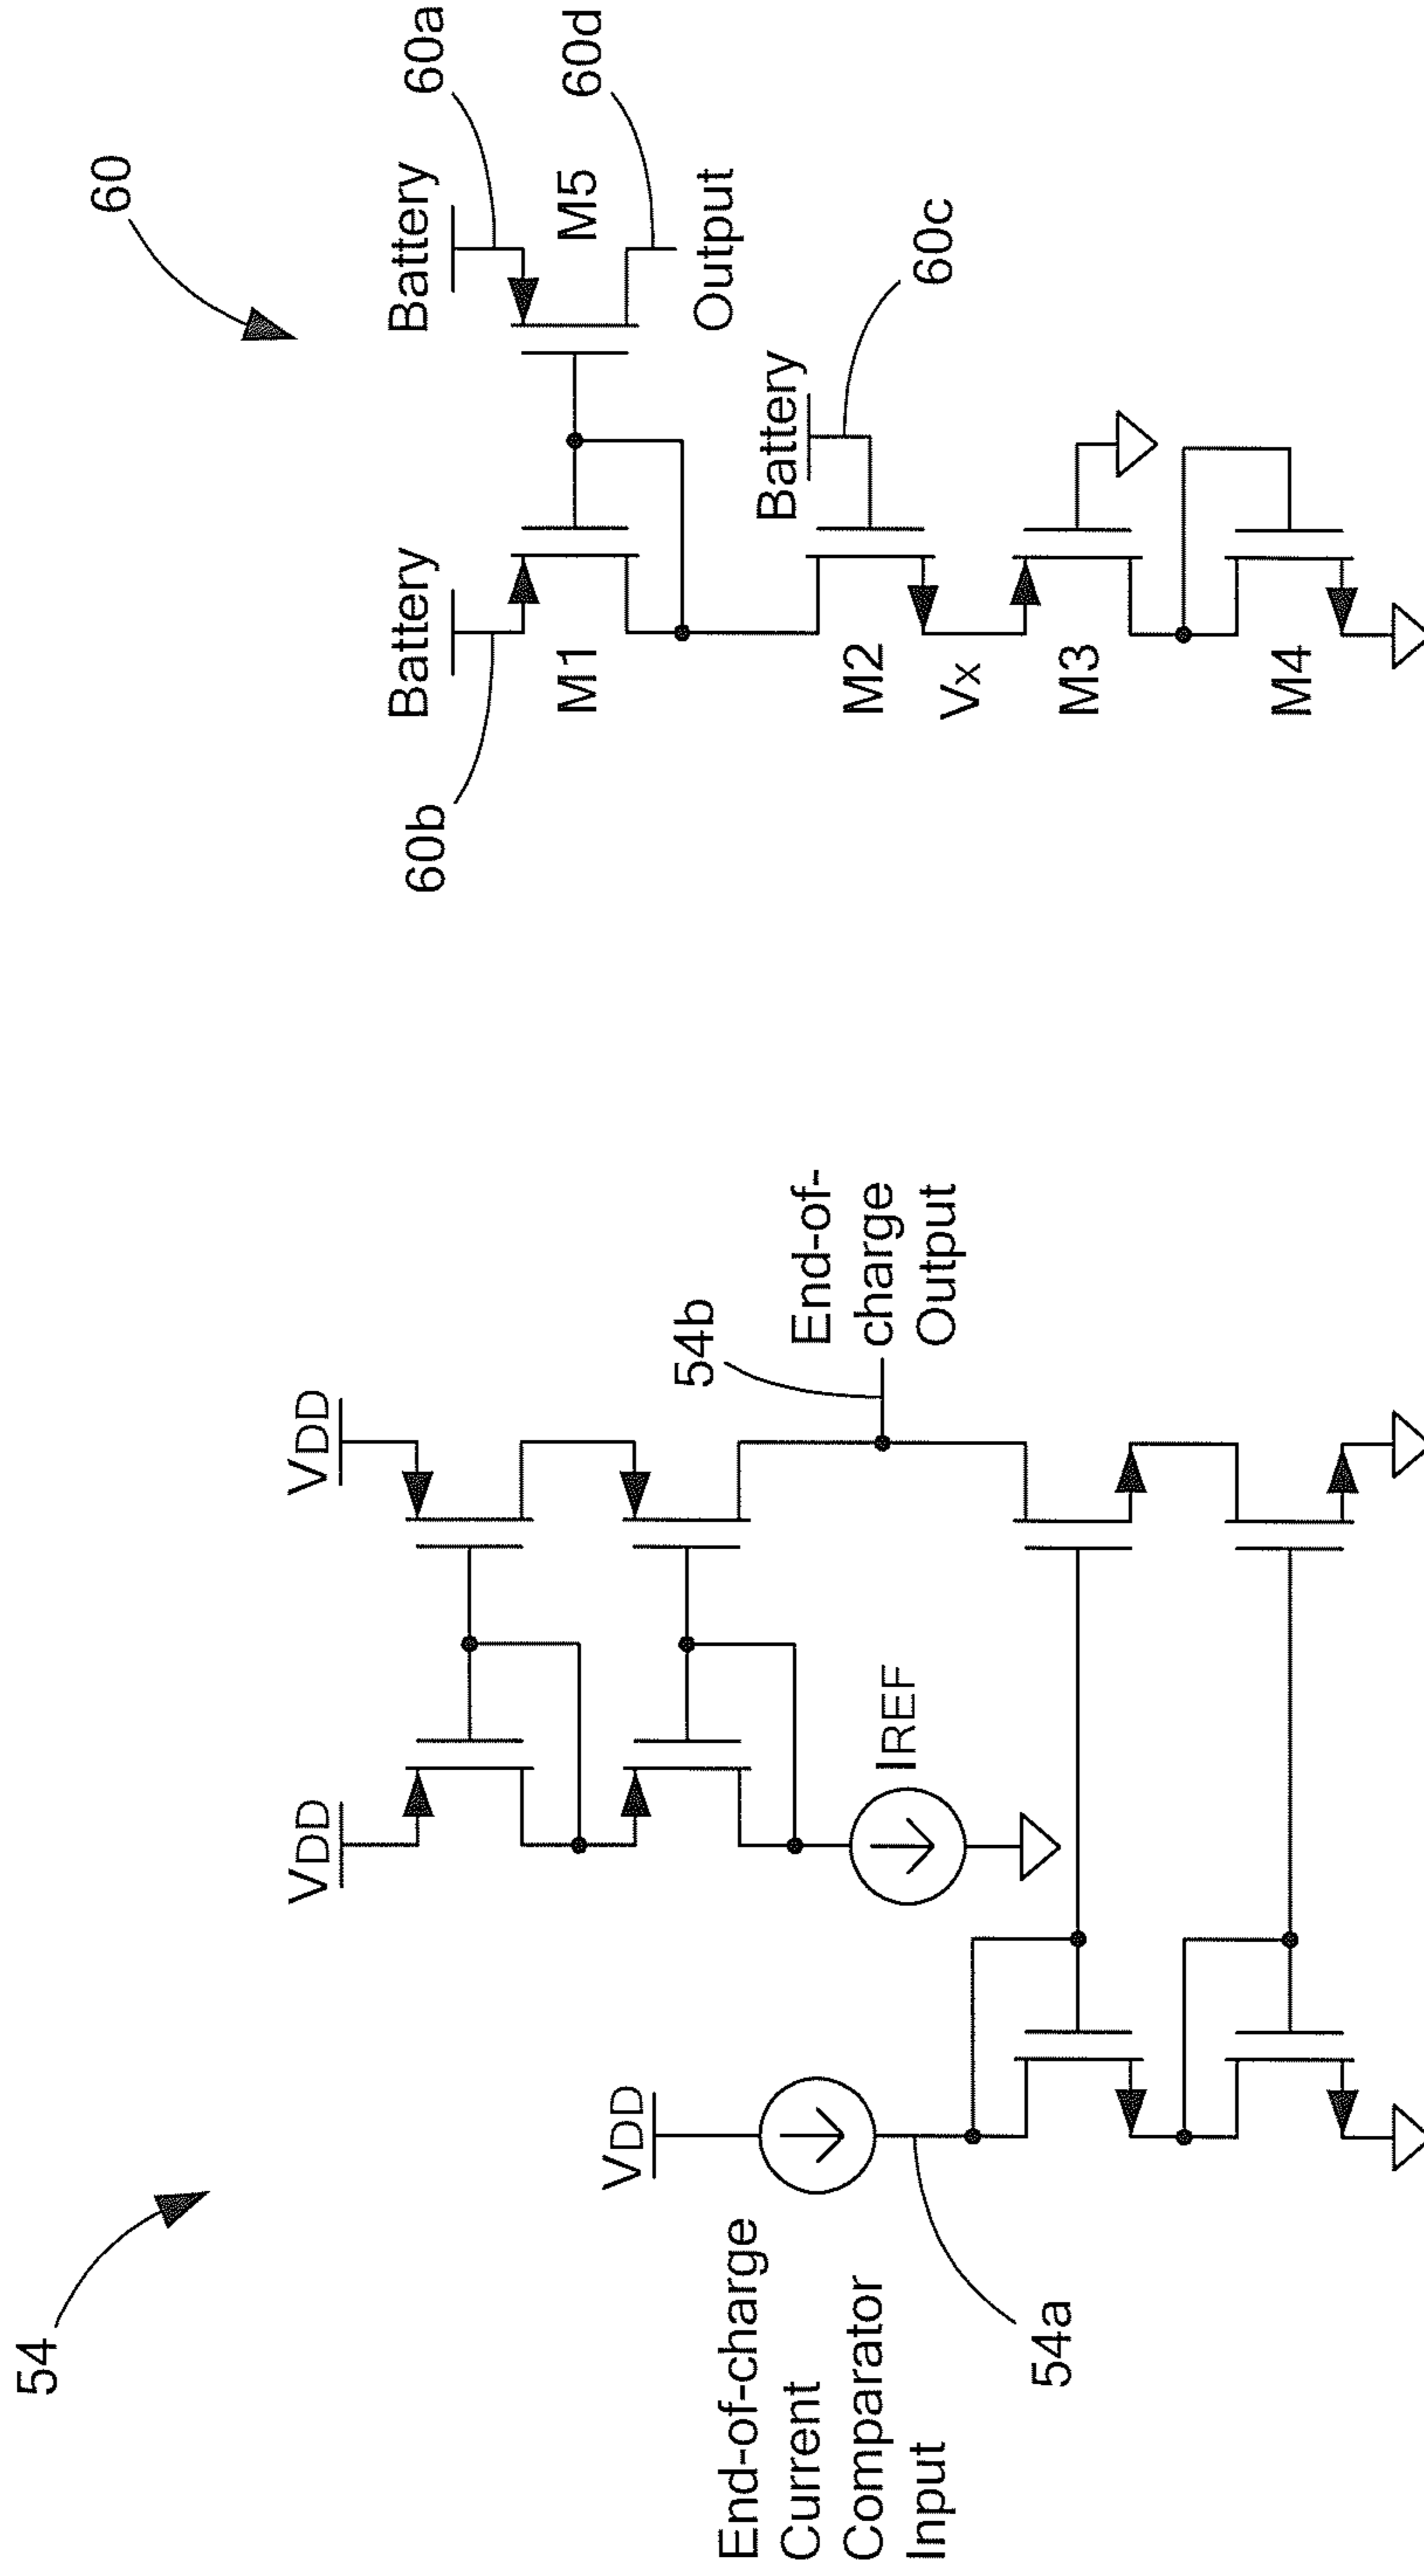 54
VDD
VDD
VDD
End-of-charge
Current
Comparator
Input
54a
IREF
54b
End-of-
charge
Output
60
Battery
60b
M1
Battery
60a
M5
60d
Output
Battery
60c
M2
Vx
M3
M4